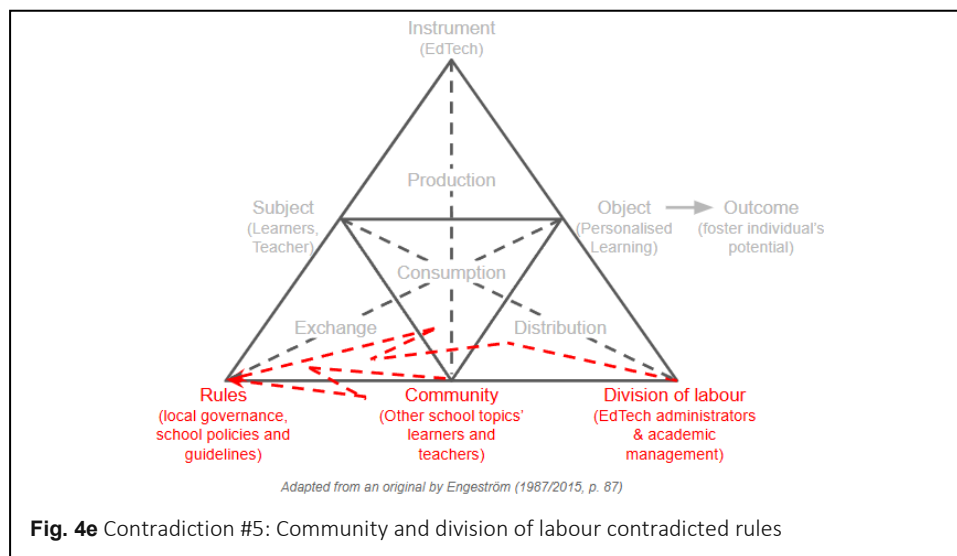 Instrument
(EdTech)
Production
Subject
(Learners,
Teacher)
Object
(Personalised
Learning)
Outcome
(foster individual's
potential)
Consumption
Exchange
Distribution
Rules
(local governance,
school policies and
guidelines)
Community
(Other school topics'
learners and
teachers)
Division of labour
(EdTech administrators
& academic
management)
Adapted from an original by Engeström (1987/2015, p. 87)
Fig. 4e Contradiction #5: Community and division of labour contradicted rules